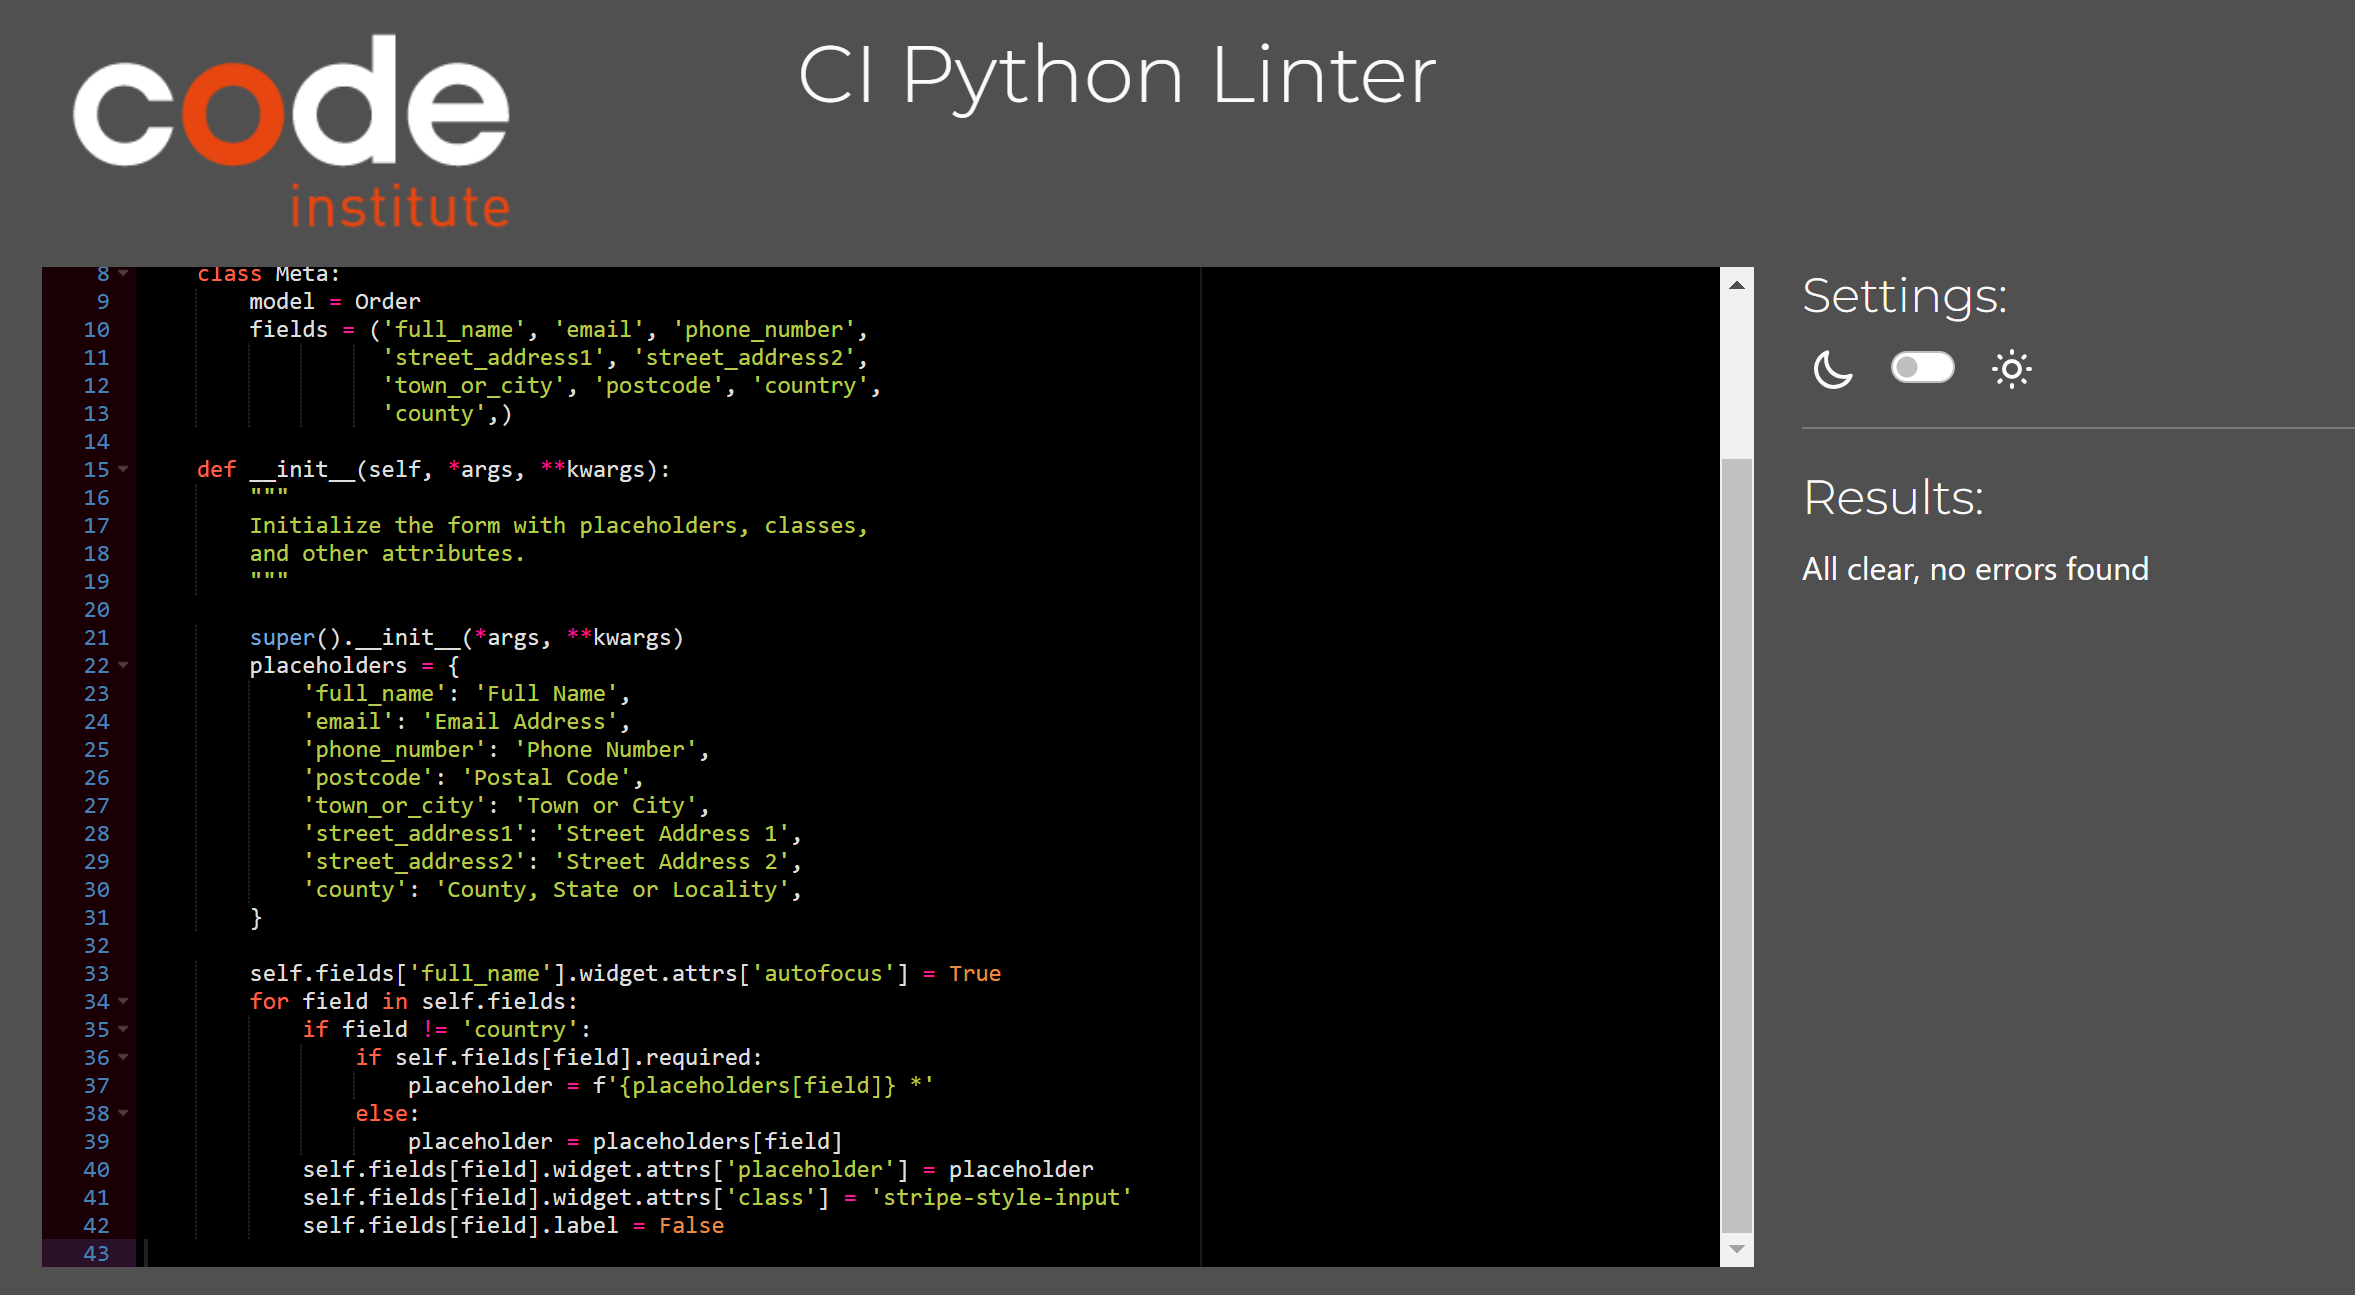 code
institute
CI Python Linter
8 class Meta:
9 model = Order
10 fields = ('full_name', 'email', 'phone_number',
11 'street_address1', 'street_address2',
12 'town_or_city', 'postcode', 'country',
13 'county',)
14
15 def __init__(self, *args, **kwargs):
16 """
17 Initialize the form with placeholders, classes,
18 and other attributes.
19 """
20
21 super().__init__(*args, **kwargs)
22 placeholders = {
23 'full_name': 'Full Name',
24 'email': 'Email Address',
25 'phone_number': 'Phone Number',
26 'postcode': 'Postal Code',
27 'town_or_city': 'Town or City',
28 'street_address1': 'Street Address 1',
29 'street_address2': 'Street Address 2',
30 'county': 'County, State or Locality',
31 }
32
33 self.fields['full_name'].widget.attrs['autofocus'] = True
34 for field in self.fields:
35 if field != 'country':
36 if self.fields[field].required:
37 placeholder = f'{placeholders[field]} *'
38 else:
39 placeholder = placeholders[field]
40 self.fields[field].widget.attrs['placeholder'] = placeholder
41 self.fields[field].widget.attrs['class'] = 'stripe-style-input'
42 self.fields[field].label = False
43
Settings:
Results:
All clear, no errors found